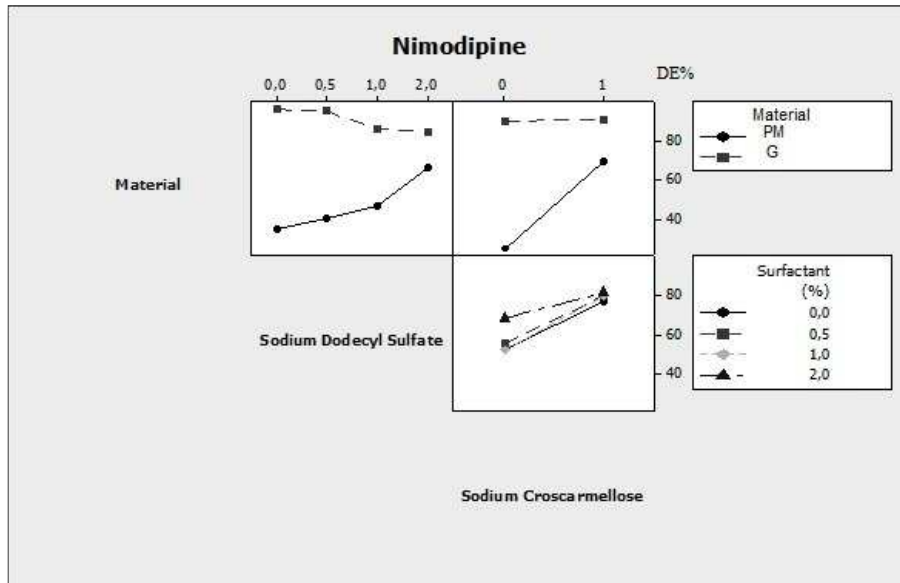 Nimodipine
0,0 0,5 1,0 2,0 0 1 DE%
Material
PM
G
80
60
40
Material
Surfactant
(%)
0,0
0,5
1,0
2,0
80
60
40
Sodium Dodecyl Sulfate
Sodium Croscarmellose